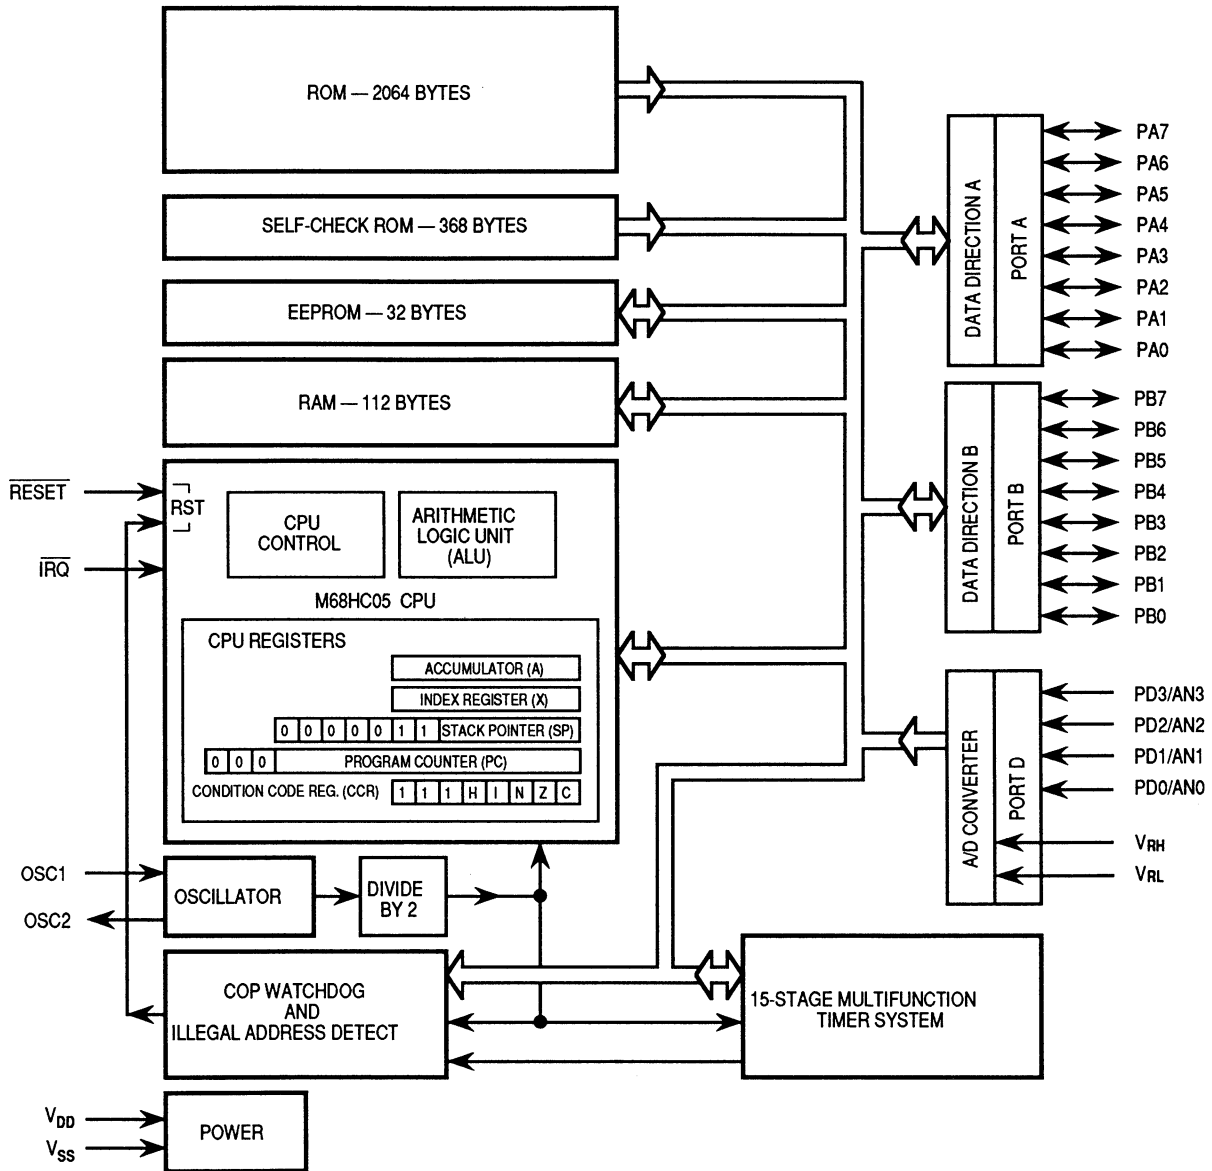 ROM — 2064 BYTES
SELF-CHECK ROM — 368 BYTES
EEPROM — 32 BYTES
RAM — 112 BYTES
RESET
RST
IRQ
CPU
CONTROL
ARITHMETIC
LOGIC UNIT
(ALU)
M68HC05 CPU
CPU REGISTERS
ACCUMULATOR (A)
INDEX REGISTER (X)
0 0 0 0 0 1 1 STACK POINTER (SP)
0 0 0 PROGRAM COUNTER (PC)
CONDITION CODE REG. (CCR) 1 1 1 H I N Z C
OSC1
OSC2
OSCILLATOR
DIVIDE
BY 2
COP WATCHDOG
AND
ILLEGAL ADDRESS DETECT
15-STAGE MULTIFUNCTION
TIMER SYSTEM
VDD
VSS
POWER
DATA DIRECTION A
PORT A
PA7
PA6
PA5
PA4
PA3
PA2
PA1
PA0
DATA DIRECTION B
PORT B
PB7
PB6
PB5
PB4
PB3
PB2
PB1
PB0
A/D CONVERTER
PORT D
PD3/AN3
PD2/AN2
PD1/AN1
PD0/AN0
VRH
VRL